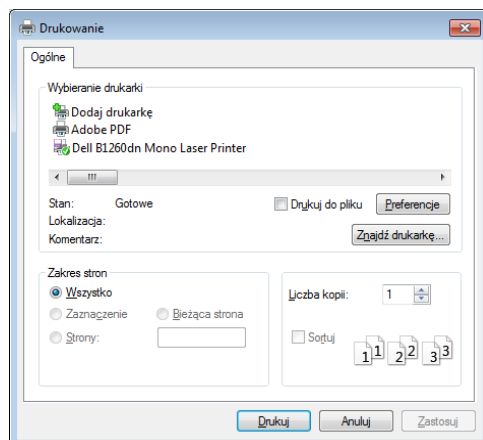 Drukowanie
Ogólne
Wybieranie drukarki
Dodaj drukarkę
Adobe PDF
Dell B1260dn Mono Laser Printer
Stan: Gotowe
Drukuj do pliku
Preferencje
Lokalizacja:
Komentarz:
Znajdź drukarkę...
Zakres stron
Wszystko
Zaznaczenie
Bieżąca strona
Strony:
Liczba kopii: 1
Sortuj
1 1 2 2 3 3
Drukuj
Anuluj
Zastosuj